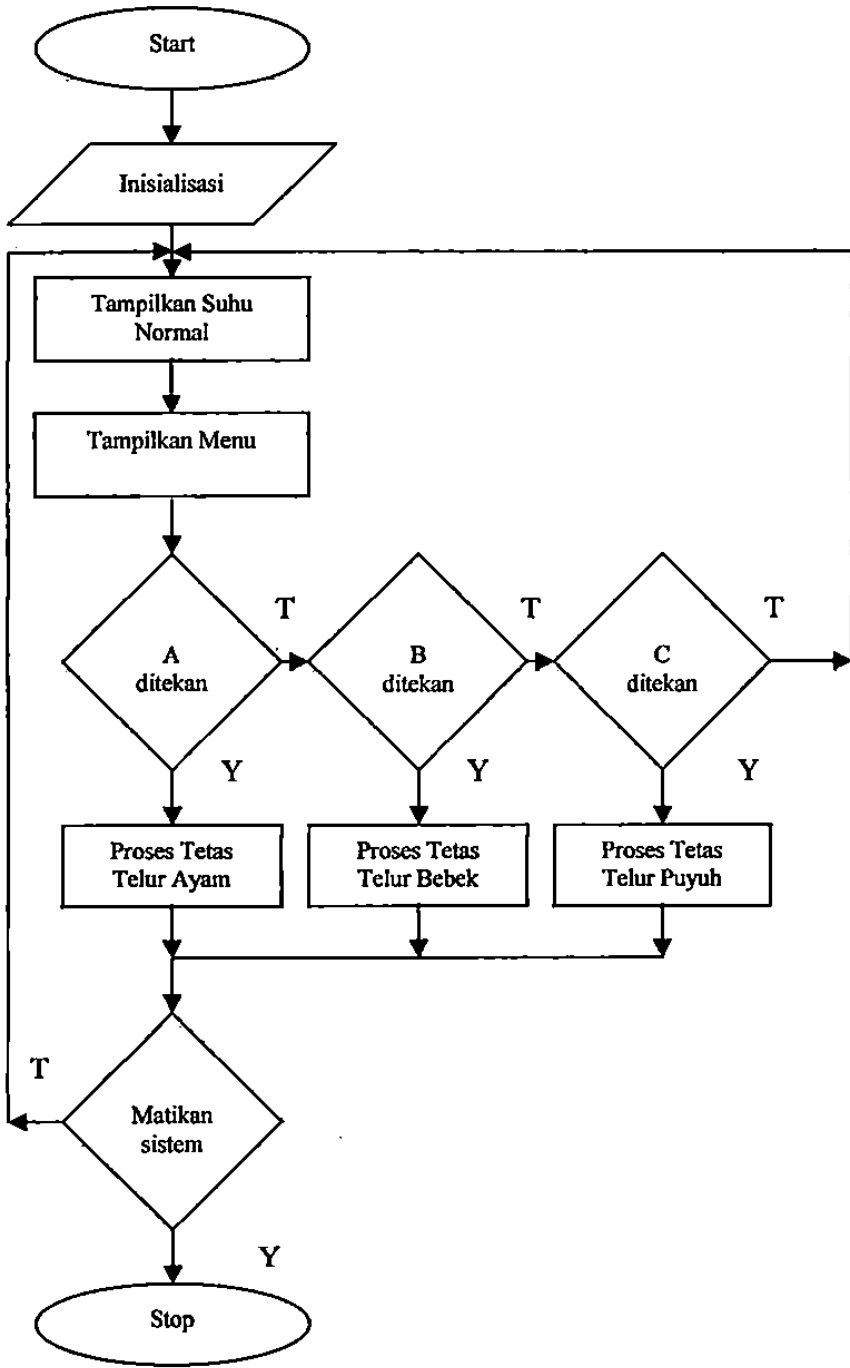 Start
Inisialisasi
Tampilkan Suhu
Normal
Tampilkan Menu
T
T
T
A
ditekan
B
ditekan
C
ditekan
Y
Y
Y
Proses Tetas
Telur Ayam
Proses Tetas
Telur Bebek
Proses Tetas
Telur Puyuh
T
Matikan
sistem
Y
Stop